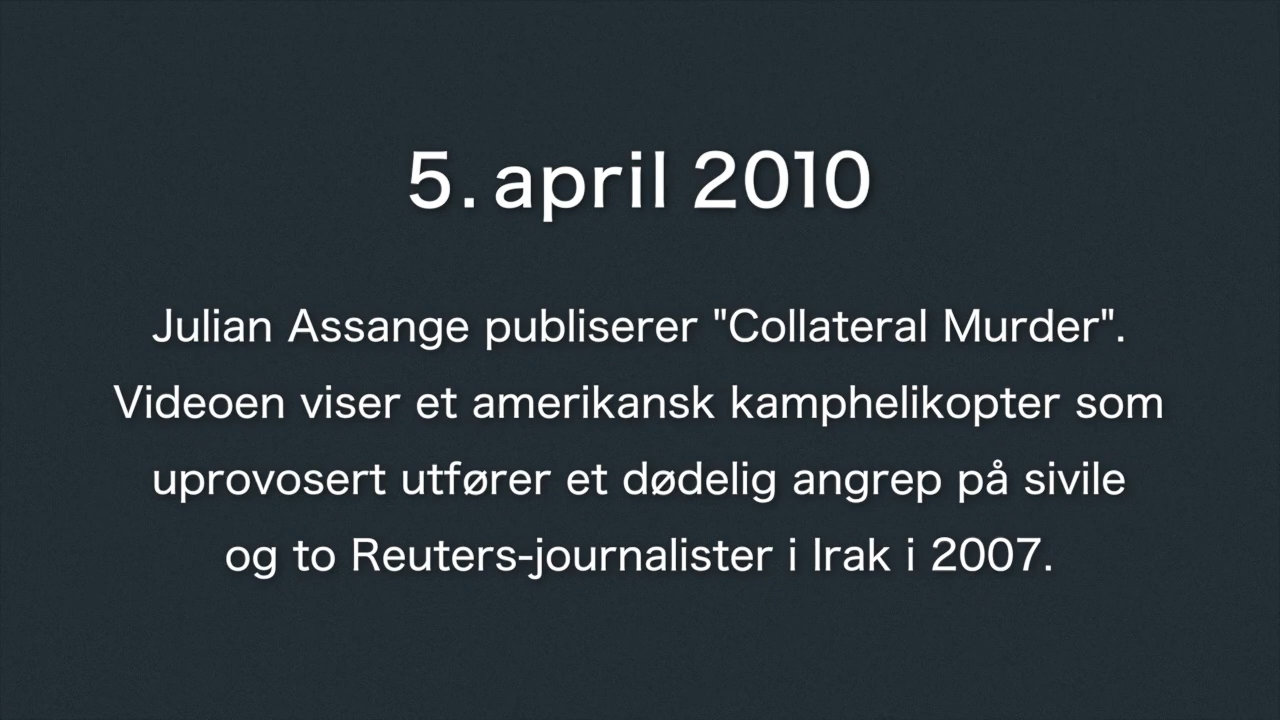 5. april 2010
Julian Assange publiserer "Collateral Murder".
Videoen viser et amerikansk kamphelikopter som
uprovosert utfører et dødelig angrep på sivile
og to Reuters-journalister i Irak i 2007.